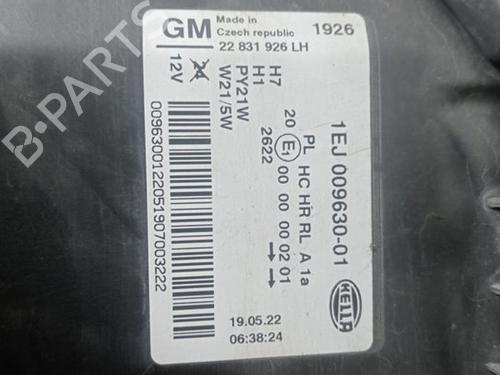 GM
Made in
Czech republic
1926
22 831 926 LH
12V
H7
H1
PY21W
W21/5W
0096300122051907003222
1EJ 009630-01
PL HC HR RL A 1a
20 E1 00 00 00 02 01
2622
HELLA
19.05.22
06:38:24
B-PARTS